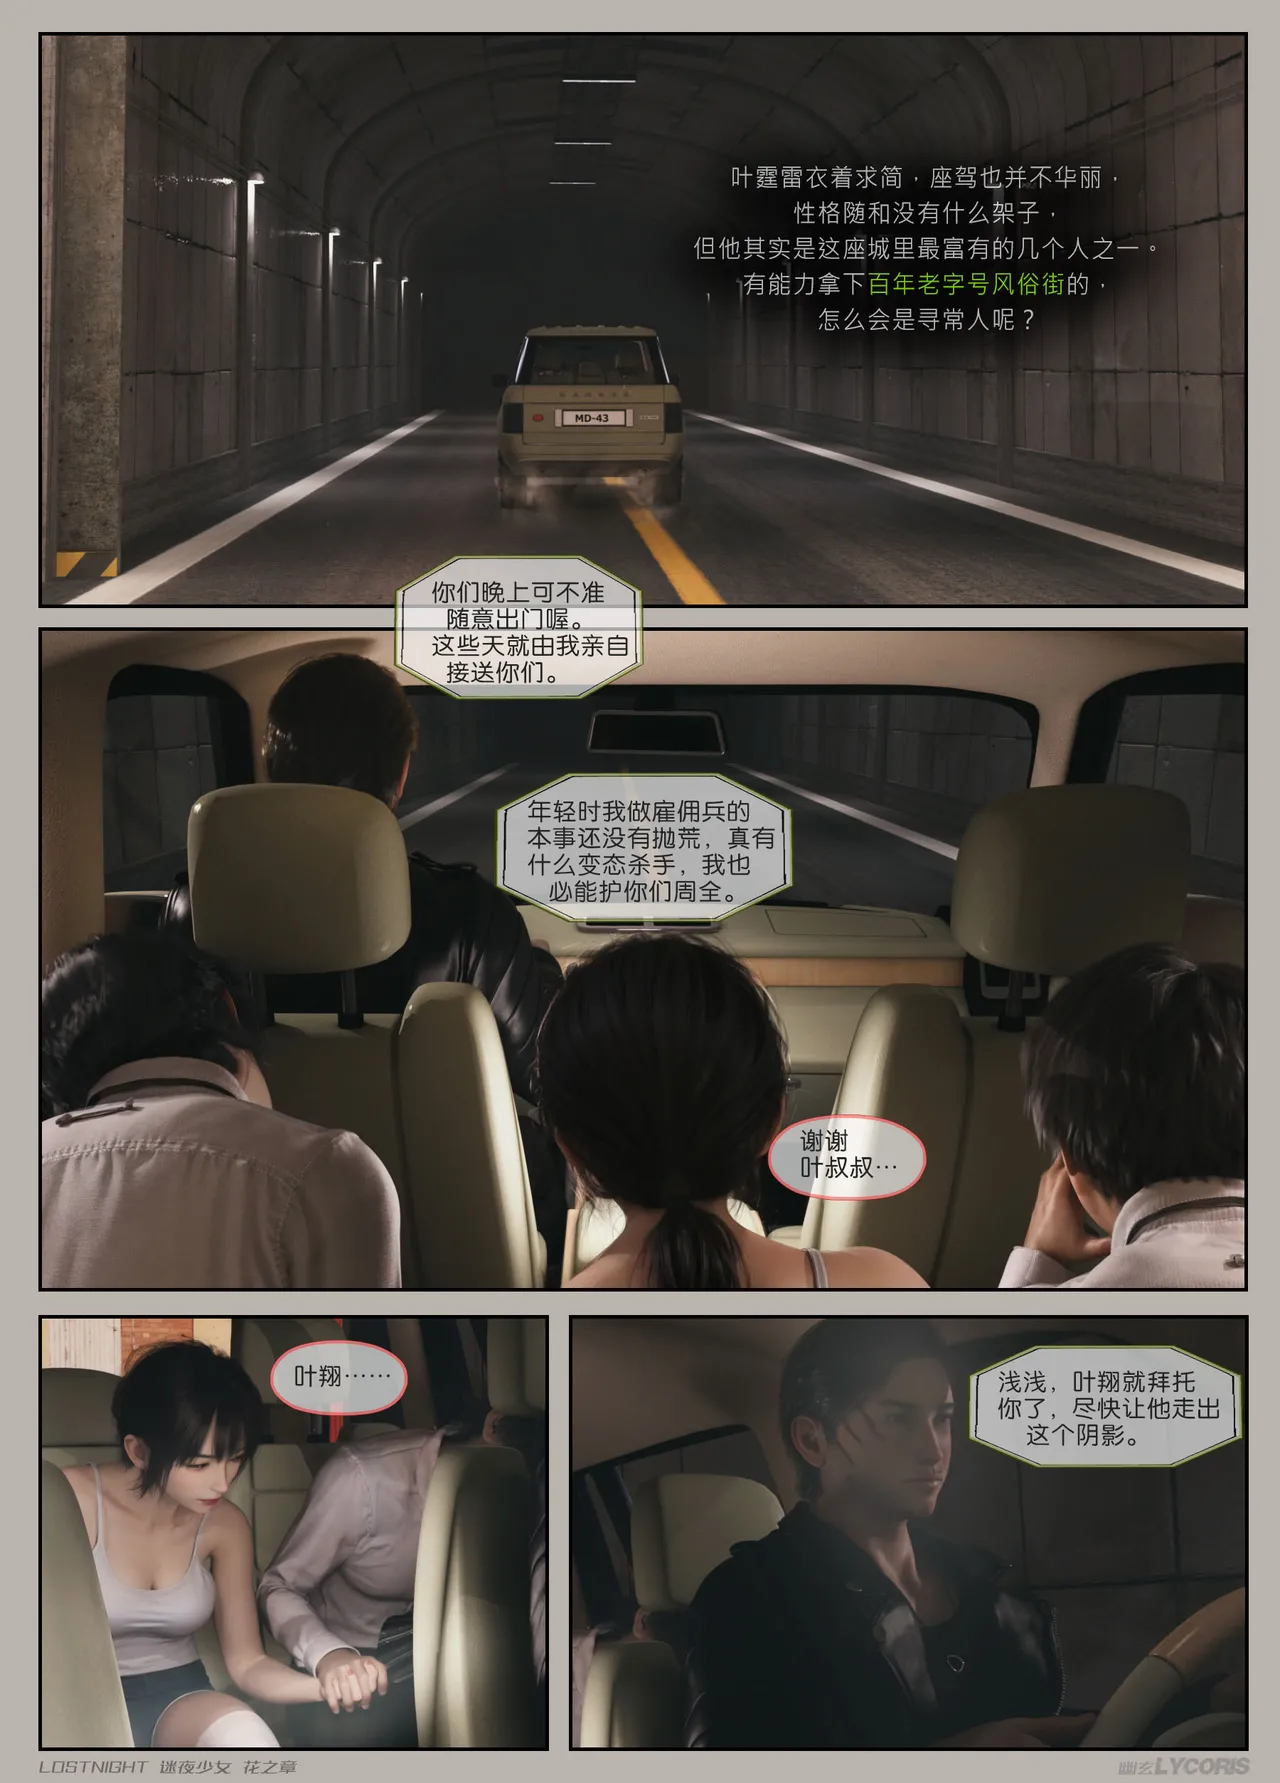 叶霆雷衣着求简，座驾也并不华丽，
性格随和没有什么架子，
但他其实是这座城里最富有的几个人之一。
有能力拿下百年老字号风俗街的，
怎么会是寻常人呢？
MD-43
你们晚上可不准
随意出门喔。
这些天就由我亲自
接送你们。
年轻时我做雇佣兵的
本事还没有抛荒，真有
什么变态杀手，我也
必能护你们周全。
谢谢
叶叔叔…
叶翔……
浅浅，叶翔就拜托
你了，尽快让他走出
这个阴影。
LOSTNIGHT 迷夜少女 花之章
幽玄LYCORIS